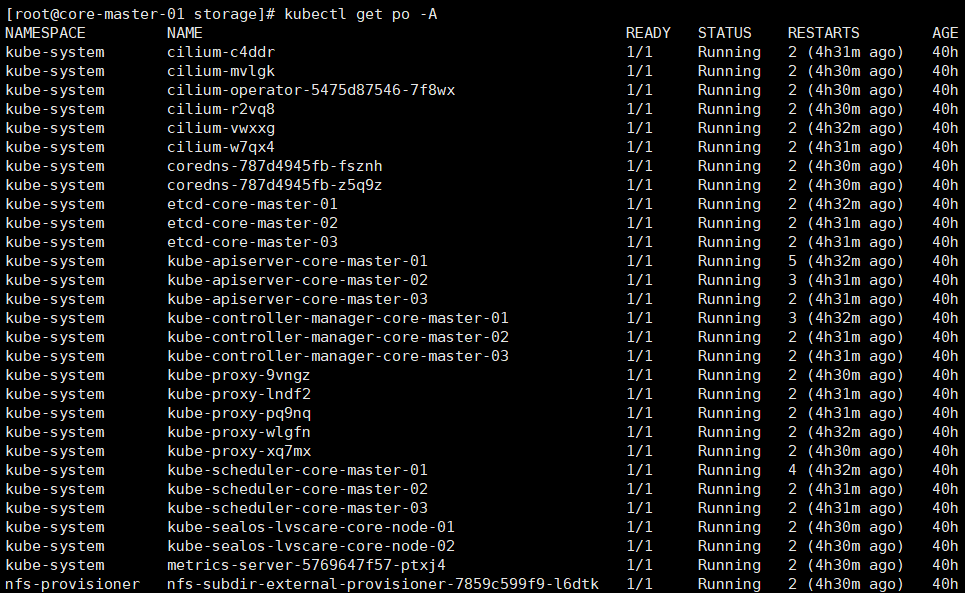 [root@core-master-01 storage]# kubectl get po -A
NAMESPACE         NAME                                               READY   STATUS    RESTARTS        AGE
kube-system       cilium-c4ddr                                       1/1     Running   2 (4h31m ago)   40h
kube-system       cilium-mvlgk                                       1/1     Running   2 (4h30m ago)   40h
kube-system       cilium-operator-5475d87546-7f8wx                   1/1     Running   2 (4h30m ago)   40h
kube-system       cilium-r2vq8                                       1/1     Running   2 (4h30m ago)   40h
kube-system       cilium-vwxxg                                       1/1     Running   2 (4h32m ago)   40h
kube-system       cilium-w7qx4                                       1/1     Running   2 (4h31m ago)   40h
kube-system       coredns-787d4945fb-fsznh                           1/1     Running   2 (4h30m ago)   40h
kube-system       coredns-787d4945fb-z5q9z                           1/1     Running   2 (4h30m ago)   40h
kube-system       etcd-core-master-01                                1/1     Running   2 (4h32m ago)   40h
kube-system       etcd-core-master-02                                1/1     Running   2 (4h31m ago)   40h
kube-system       etcd-core-master-03                                1/1     Running   2 (4h31m ago)   40h
kube-system       kube-apiserver-core-master-01                      1/1     Running   5 (4h32m ago)   40h
kube-system       kube-apiserver-core-master-02                      1/1     Running   3 (4h31m ago)   40h
kube-system       kube-apiserver-core-master-03                      1/1     Running   2 (4h31m ago)   40h
kube-system       kube-controller-manager-core-master-01             1/1     Running   3 (4h32m ago)   40h
kube-system       kube-controller-manager-core-master-02             1/1     Running   2 (4h31m ago)   40h
kube-system       kube-controller-manager-core-master-03             1/1     Running   2 (4h31m ago)   40h
kube-system       kube-proxy-9vngz                                   1/1     Running   2 (4h30m ago)   40h
kube-system       kube-proxy-lndf2                                   1/1     Running   2 (4h31m ago)   40h
kube-system       kube-proxy-pq9nq                                   1/1     Running   2 (4h31m ago)   40h
kube-system       kube-proxy-wlgfn                                   1/1     Running   2 (4h32m ago)   40h
kube-system       kube-proxy-xq7mx                                   1/1     Running   2 (4h30m ago)   40h
kube-system       kube-scheduler-core-master-01                      1/1     Running   4 (4h32m ago)   40h
kube-system       kube-scheduler-core-master-02                      1/1     Running   2 (4h31m ago)   40h
kube-system       kube-scheduler-core-master-03                      1/1     Running   2 (4h31m ago)   40h
kube-system       kube-sealos-lvscare-core-node-01                   1/1     Running   2 (4h30m ago)   40h
kube-system       kube-sealos-lvscare-core-node-02                   1/1     Running   2 (4h30m ago)   40h
kube-system       metrics-server-5769647f57-ptxj4                    1/1     Running   2 (4h30m ago)   40h
nfs-provisioner   nfs-subdir-external-provisioner-7859c599f9-l6dtk   1/1     Running   2 (4h30m ago)   40h